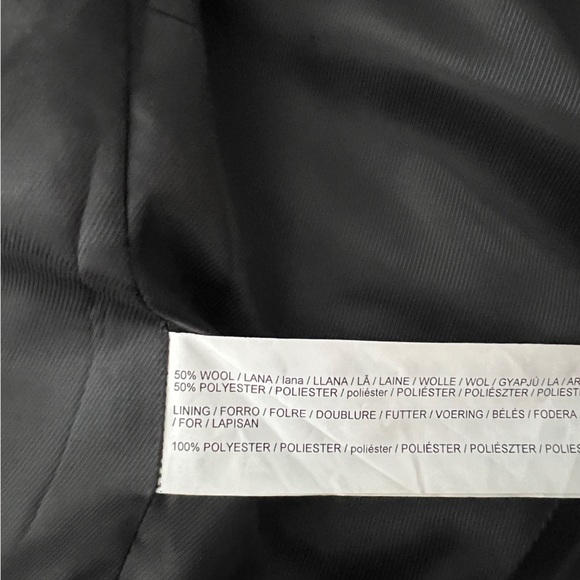 50% WOOL / LANA / lana / LLANA / LÃ / LAINE / WOLLE / WOL / GYAPJÚ / LA / AR
50% POLYESTER / POLIESTER / poliéster / POLIÉSTER / POLIÉSZTER / POLIEST
LINING / FORRO / FOLRE / DOUBLURE / FUTTER / VOERING / BÉLÉS / FODERA
/ FOR / LAPISAN
100% POLYESTER / POLIESTER / poliéster / POLIÉSTER / POLIÉSZTER / POLIES